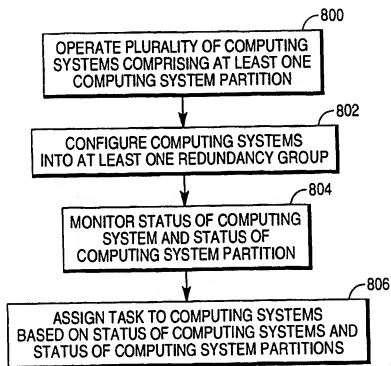 800
OPERATE PLURALITY OF COMPUTING
SYSTEMS COMPRISING AT LEAST ONE
COMPUTING SYSTEM PARTITION
802
CONFIGURE COMPUTING SYSTEMS
INTO AT LEAST ONE REDUNDANCY GROUP
804
MONITOR STATUS OF COMPUTING
SYSTEM AND STATUS OF
COMPUTING SYSTEM PARTITION
806
ASSIGN TASK TO COMPUTING SYSTEMS
BASED ON STATUS OF COMPUTING SYSTEMS AND
STATUS OF COMPUTING SYSTEM PARTITIONS